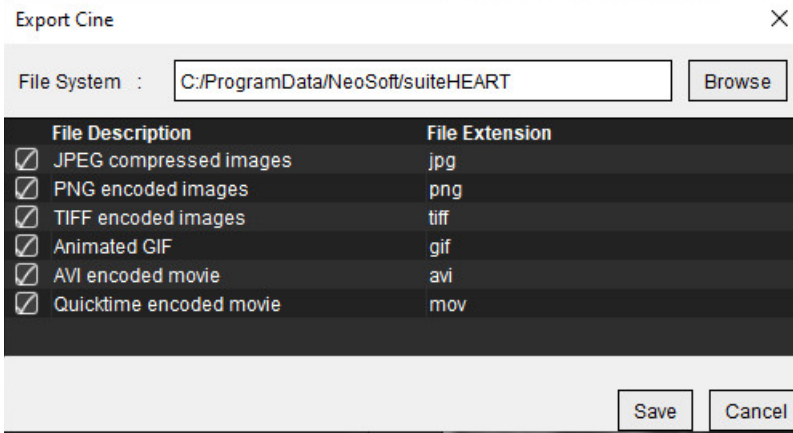 Export Cine
File System : C:/ProgramData/NeoSoft/suiteHEART Browse
File Description File Extension
JPEG compressed images jpg
PNG encoded images png
TIFF encoded images tiff
Animated GIF gif
AVI encoded movie avi
Quicktime encoded movie mov
Save Cancel